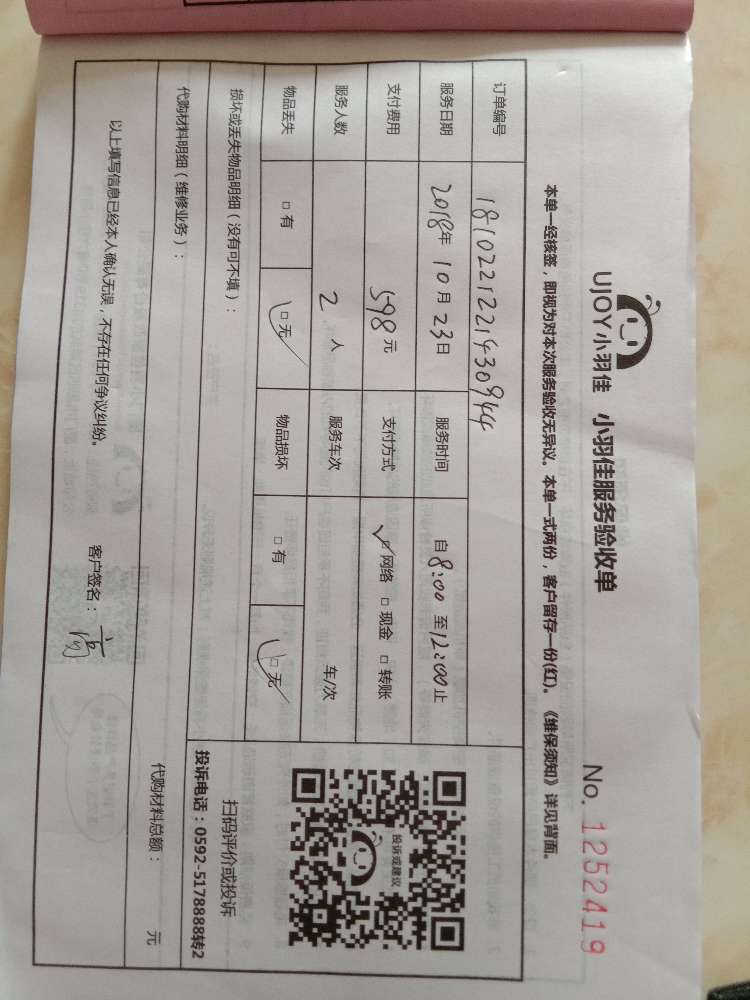 UJOY小羽佳 小羽佳服务验收单
No. 1252419
本单一经核签，即视为对本次服务验收无异议。本单一式两份，客户留存一份(红)。《维保须知》详见背面。
订单编号 181022122143０944
服务日期 2018年 10月 23日 服务时间 自 8:00 至 12:00 止
支付费用 598 元 支付方式 ☑网络 □现金 □转账
服务人数 2 人 服务车次 车/次
物品丢失 □有 ☑无 物品损坏 □有 ☑无
损坏或丢失物品明细（没有可不填）：
投诉或建议
扫码评价或投诉
投诉电话：0592-5178888转2
代购材料明细（维修业务）：
代购材料总额： 元
以上填写信息已经本人确认无误，不存在任何争议纠纷。
客户签名： 高